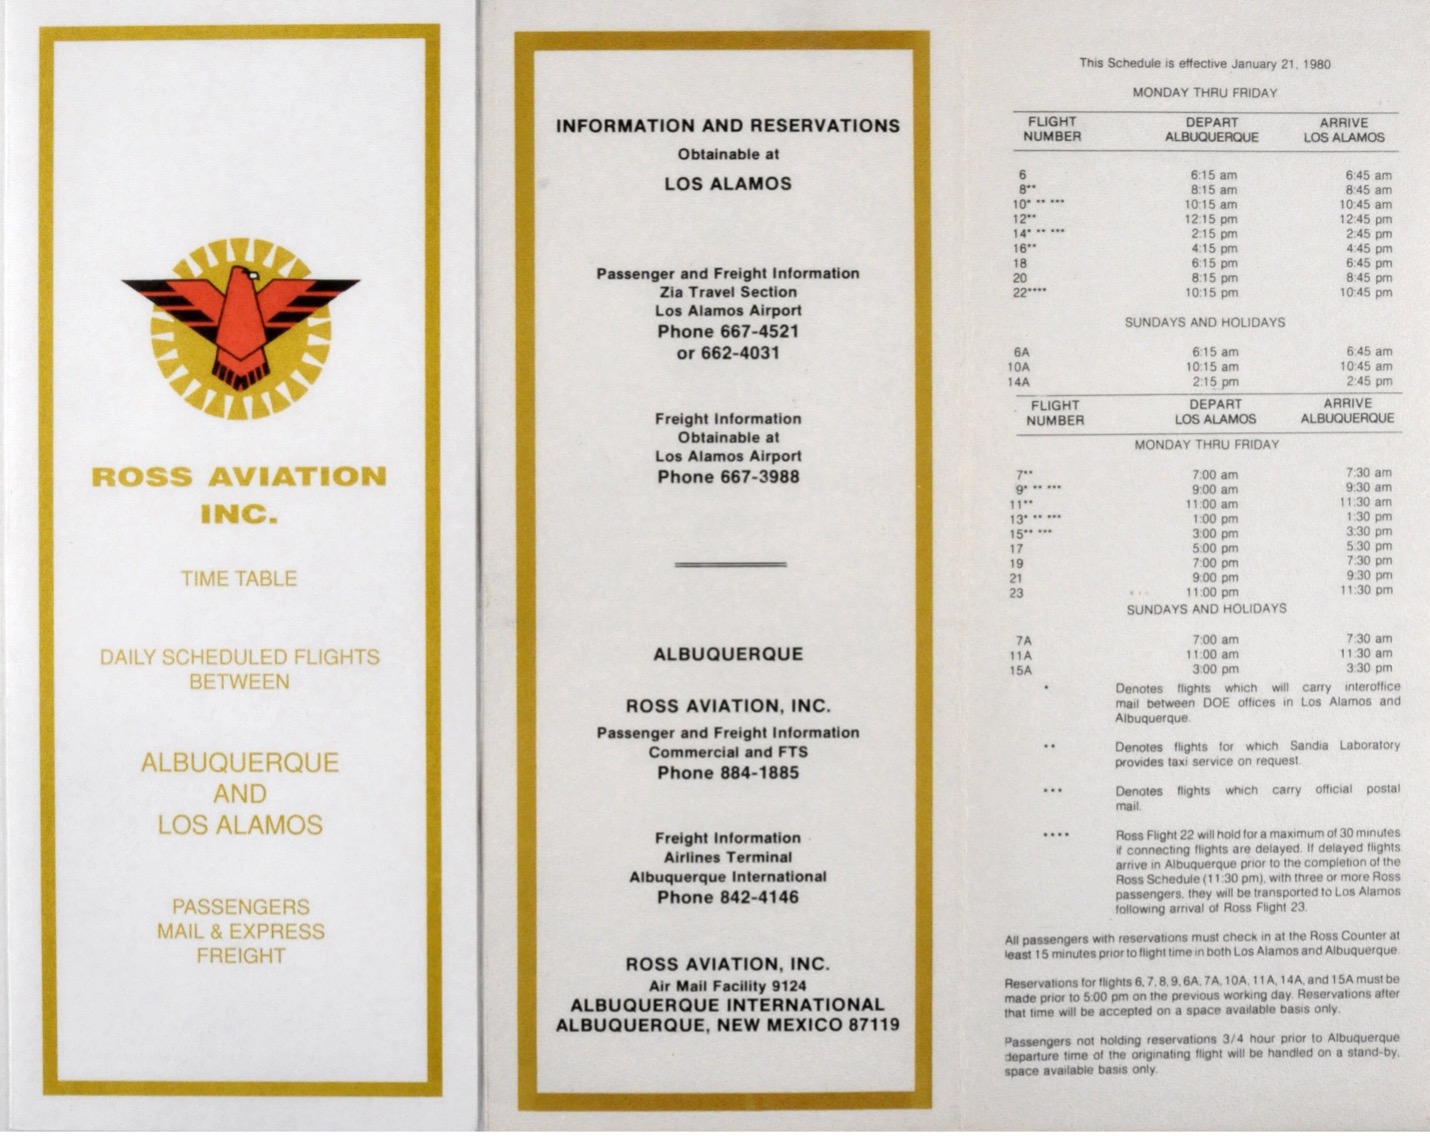 ROSS AVIATION
INC.
TIME TABLE
DAILY SCHEDULED FLIGHTS
BETWEEN
ALBUQUERQUE
AND
LOS ALAMOS
PASSENGERS
MAIL & EXPRESS
FREIGHT
INFORMATION AND RESERVATIONS
Obtainable at
LOS ALAMOS
Passenger and Freight Information
Zia Travel Section
Los Alamos Airport
Phone 667-4521
or 662-4031
Freight Information
Obtainable at
Los Alamos Airport
Phone 667-3988
ALBUQUERQUE
ROSS AVIATION, INC.
Passenger and Freight Information
Commercial and FTS
Phone 884-1885
Freight Information
Airlines Terminal
Albuquerque International
Phone 842-4146
ROSS AVIATION, INC.
Air Mail Facility 9124
ALBUQUERQUE INTERNATIONAL
ALBUQUERQUE, NEW MEXICO 87119
This Schedule is effective January 21, 1980
MONDAY THRU FRIDAY
FLIGHT DEPART ARRIVE
NUMBER ALBUQUERQUE LOS ALAMOS
6 6:15 am 6:45 am
8** 8:15 am 8:45 am
10* ** *** 10:15 am 10:45 am
12** 12:15 pm 12:45 pm
14* ** *** 2:15 pm 2:45 pm
16** 4:15 pm 4:45 pm
18 6:15 pm 6:45 pm
20 8:15 pm 8:45 pm
22**** 10:15 pm 10:45 pm
SUNDAYS AND HOLIDAYS
6A 6:15 am 6:45 am
10A 10:15 am 10:45 am
14A 2:15 pm 2:45 pm
FLIGHT DEPART ARRIVE
NUMBER LOS ALAMOS ALBUQUERQUE
MONDAY THRU FRIDAY
7** 7:00 am 7:30 am
9* ** *** 9:00 am 9:30 am
11** 11:00 am 11:30 am
13* ** *** 1:00 pm 1:30 pm
15** *** 3:00 pm 3:30 pm
17 5:00 pm 5:30 pm
19 7:00 pm 7:30 pm
21 9:00 pm 9:30 pm
23 11:00 pm 11:30 pm
SUNDAYS AND HOLIDAYS
7A 7:00 am 7:30 am
11A 11:00 am 11:30 am
15A 3:00 pm 3:30 pm
* Denotes flights which will carry interoffice
mail between DOE offices in Los Alamos and
Albuquerque.
** Denotes flights for which Sandia Laboratory
provides taxi service on request.
*** Denotes flights which carry official postal
mail.
**** Ross Flight 22 will hold for a maximum of 30 minutes
if connecting flights are delayed. If delayed flights
arrive in Albuquerque prior to the completion of the
Ross Schedule (11:30 pm), with three or more Ross
passengers, they will be transported to Los Alamos
following arrival of Ross Flight 23.
All passengers with reservations must check in at the Ross Counter at
least 15 minutes prior to flight time in both Los Alamos and Albuquerque.
Reservations for flights 6, 7, 8, 9, 6A, 7A, 10A, 11A, 14A, and 15A must be
made prior to 5:00 pm on the previous working day. Reservations after
that time will be accepted on a space available basis only.
Passengers not holding reservations 3/4 hour prior to Albuquerque
departure time of the originating flight will be handled on a stand-by,
space available basis only.